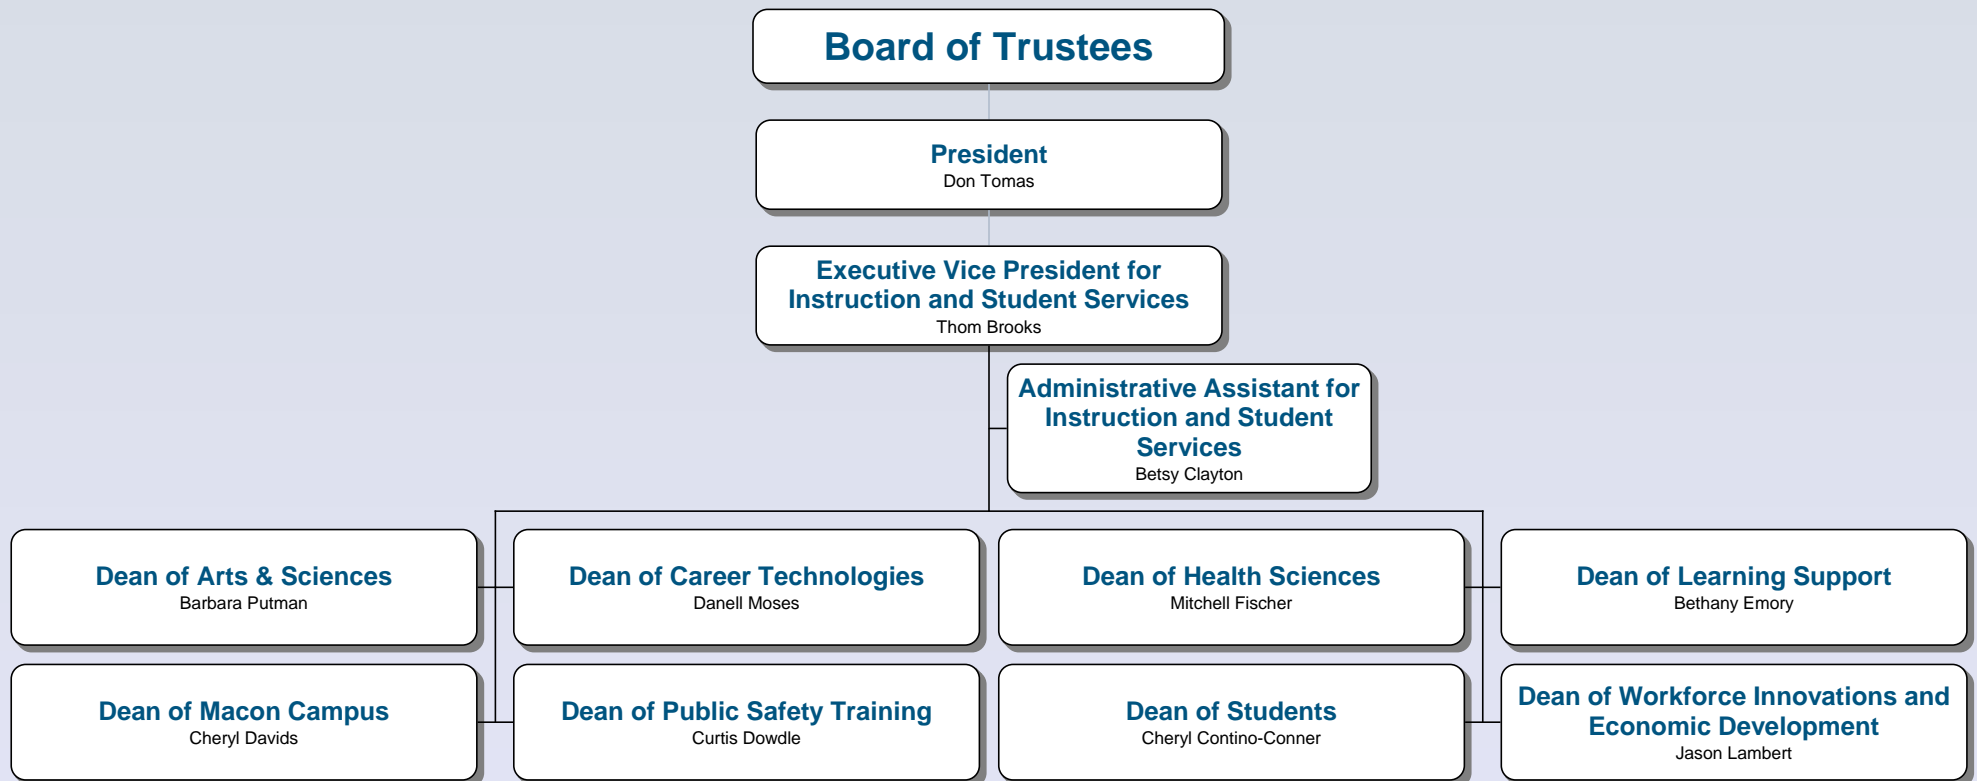 Board of Trustees
President
Don Tomas
Executive Vice President for
Instruction and Student Services
Thom Brooks
Administrative Assistant for
Instruction and Student
Services
Betsy Clayton
Dean of Arts & Sciences
Barbara Putman
Dean of Career Technologies
Danell Moses
Dean of Health Sciences
Mitchell Fischer
Dean of Learning Support
Bethany Emory
Dean of Macon Campus
Cheryl Davids
Dean of Public Safety Training
Curtis Dowdle
Dean of Students
Cheryl Contino-Conner
Dean of Workforce Innovations and
Economic Development
Jason Lambert